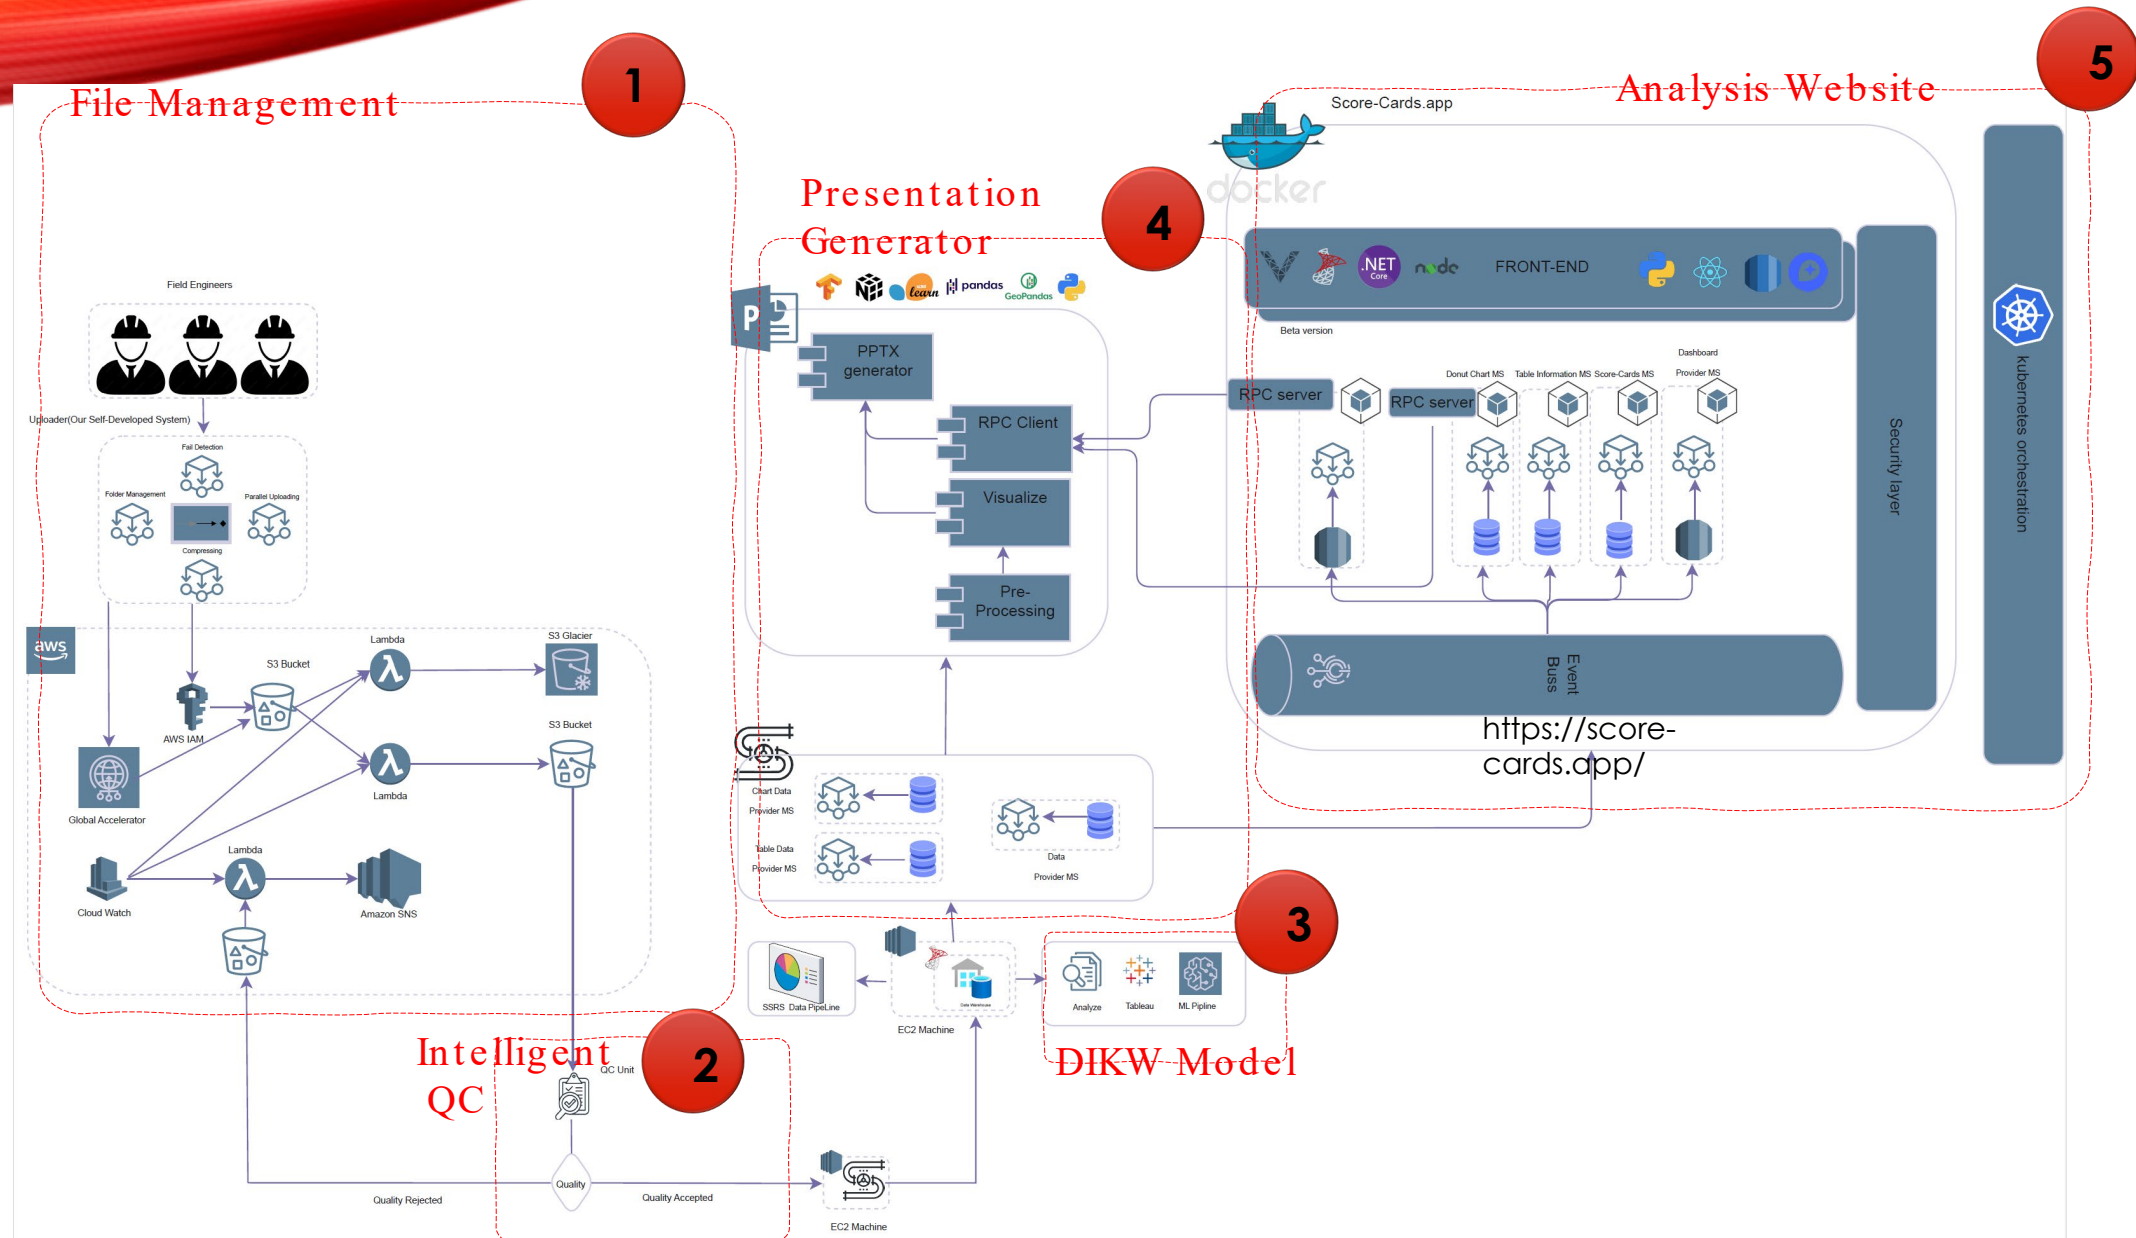 1
File Management
Field Engineers
Uploader(Our Self-Developed System)
Fail Detection
Folder Management
Parallel Uploading
Compressing
aws
S3 Bucket
Lambda
S3 Glacier
AWS IAM
S3 Bucket
Lambda
Global Accelerator
Lambda
Cloud Watch
Amazon SNS
2
Intelligent
QC
QC Unit
Quality
Quality Rejected
Quality Accepted
EC2 Machine
3
DIKW Model
SSRS Data PipeLine
Data Warehouse
EC2 Machine
Analyze
Tableau
ML Pipline
4
Presentation
Generator
learn
pandas
GeoPandas
P
PPTX
generator
RPC Client
Visualize
Pre-
Processing
Chart Data
Provider MS
Table Data
Provider MS
Data
Provider MS
5
Analysis Website
Score-Cards.app
docker
.NET
Core
node
FRONT-END
Beta version
RPC server
RPC server
Donut Chart MS
Table Information MS
Score-Cards MS
Dashboard
Provider MS
Event
Buss
https://score-
cards.app/
Security layer
kubernetes orchestration